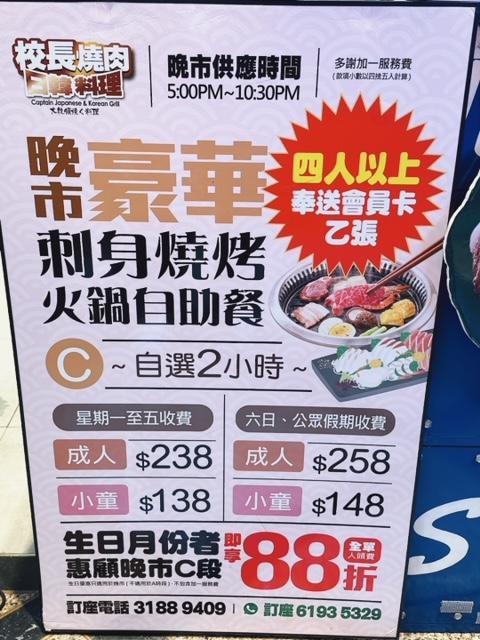 校長燒肉
日韓料理
Captain Japanese & Korean Grill
晚市供應時間
5:00PM~10:30PM
多謝加一服務費
(款項小數以四捨五入計算)
晚市
豪華
刺身燒烤
火鍋自助餐
四人以上
奉送會員卡
乙張
C ~自選2小時~
星期一至五收費
成人 $238
小童 $138
六日、公眾假期收費
成人 $258
小童 $148
生日月份者
惠顧晚市C段
即享
88折
全單
人頭費
訂座電話 3188 9409
訂座 6193 5329
S